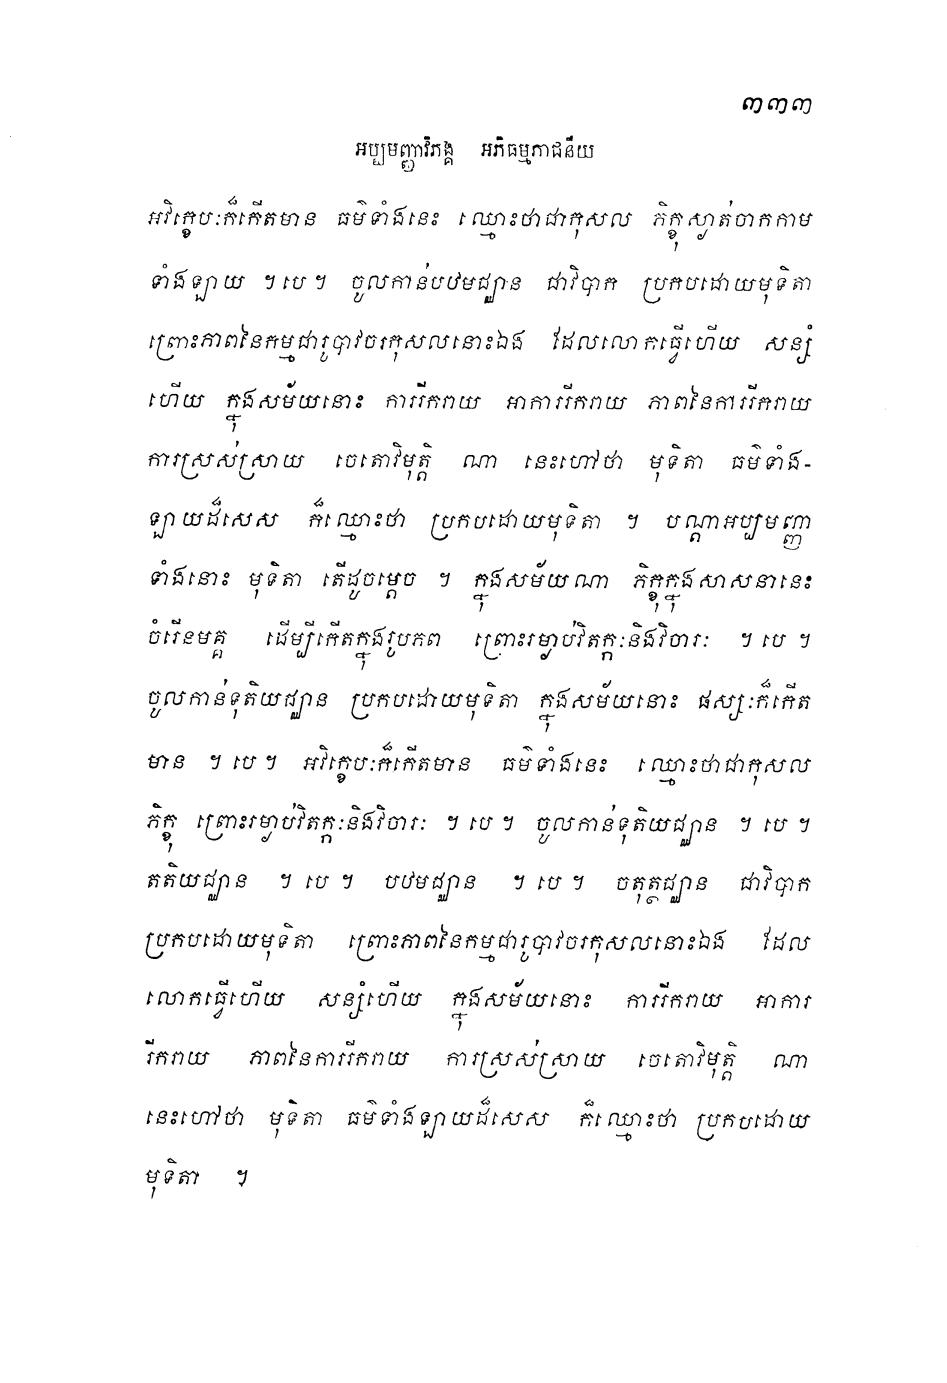 ៣៣៣
អប្បមញ្ញាវិភង្គ អភិធម្មភាជនីយ
អវិក្ខេបៈក៏កើតមាន ធម៌ទាំងនេះ ឈ្មោះថាជាកុសល ភិក្ខុស្ងាត់ចាកកាម
ទាំងឡាយ ។ បេ ។ ចូលកាន់បឋមជ្ឈាន ជាវិបាក ប្រកបដោយមុទិតា
ព្រោះភាពនៃកម្មជារូបាវចរកុសលនោះឯង ដែលលោកធ្វើហើយ សន្សំ
ហើយ ក្នុងសម័យនោះ ការរីករាយ អាការរីករាយ ភាពនៃការរីករាយ
ការស្រស់ស្រាយ ចេតោវិមុត្តិ ណា នេះហៅថា មុទិតា ធម៌ទាំង-
ឡាយដ៏សេស ក៏ឈ្មោះថា ប្រកបដោយមុទិតា ។ បណ្តាអប្បមញ្ញា
ទាំងនោះ មុទិតា តើដូចម្តេច ។ ក្នុងសម័យណា ភិក្ខុក្នុងសាសនានេះ
ចំរើនមគ្គ ដើម្បីកើតក្នុងរូបភព ព្រោះរម្ងាប់វិតក្កៈនិងវិចារៈ ។ បេ ។
ចូលកាន់ទុតិយជ្ឈាន ប្រកបដោយមុទិតា ក្នុងសម័យនោះ ផស្សៈក៏កើត
មាន ។ បេ ។ អវិក្ខេបៈក៏កើតមាន ធម៌ទាំងនេះ ឈ្មោះថាជាកុសល
ភិក្ខុ ព្រោះរម្ងាប់វិតក្កៈនិងវិចារៈ ។ បេ ។ ចូលកាន់ទុតិយជ្ឈាន ។ បេ ។
តតិយជ្ឈាន ។ បេ ។ បឋមជ្ឈាន ។ បេ ។ ចតុត្ថជ្ឈាន ជាវិបាក
ប្រកបដោយមុទិតា ព្រោះភាពនៃកម្មជារូបាវចរកុសលនោះឯង ដែល
លោកធ្វើហើយ សន្សំហើយ ក្នុងសម័យនោះ ការរីករាយ អាការ
រីករាយ ភាពនៃការរីករាយ ការស្រស់ស្រាយ ចេតោវិមុត្តិ ណា
នេះហៅថា មុទិតា ធម៌ទាំងឡាយដ៏សេស ក៏ឈ្មោះថា ប្រកបដោយ
មុទិតា ។